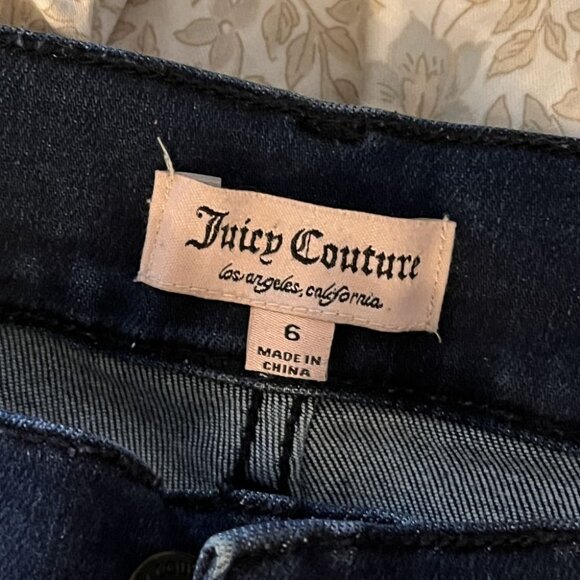 Juicy Couture
los angeles, california
6
MADE IN
CHINA